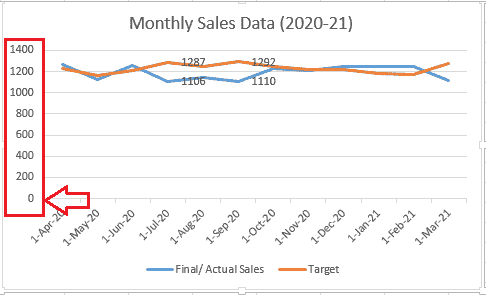 Monthly Sales Data (2020-21)
1400
1200
1000
800
600
400
200
0
1287
1292
1106
1110
1-Apr-20
1-May-20
1-Jun-20
1-Jul-20
1-Aug-20
1-Sep-20
1-Oct-20
1-Nov-20
1-Dec-20
1-Jan-21
1-Feb-21
1-Mar-21
Final/ Actual Sales
Target